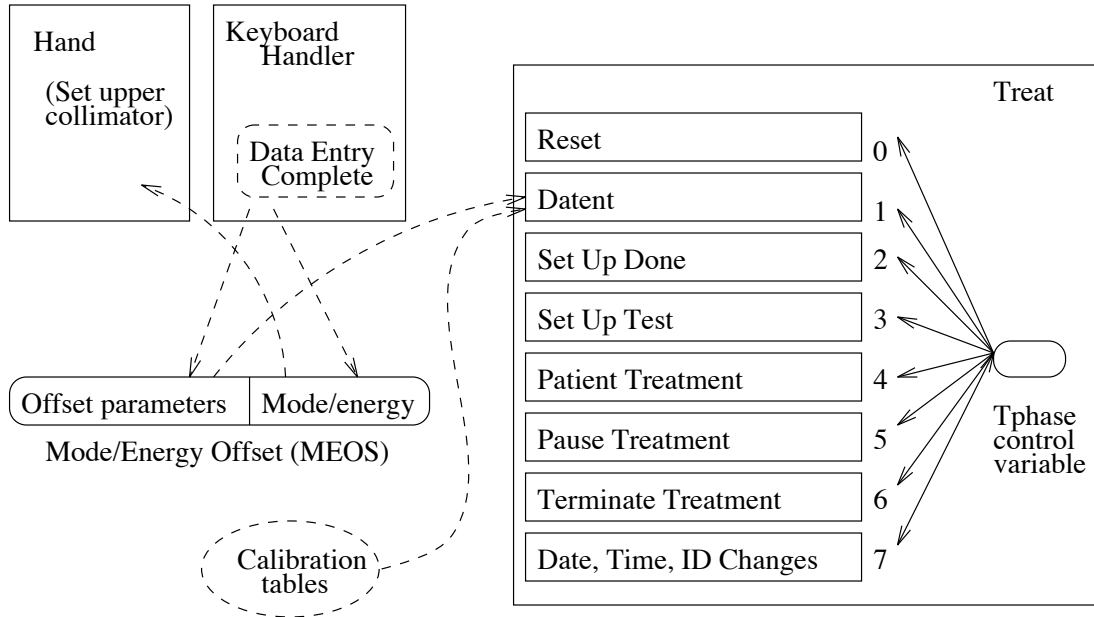 Hand
(Set upper
collimator)
Keyboard
Handler
Data Entry
Complete
Offset parameters
Mode/energy
Mode/Energy Offset (MEOS)
Calibration
tables
Treat
Reset
0
Datent
1
Set Up Done
2
Set Up Test
3
Patient Treatment
4
Pause Treatment
5
Terminate Treatment
6
Date, Time, ID Changes
7
Tphase
control
variable